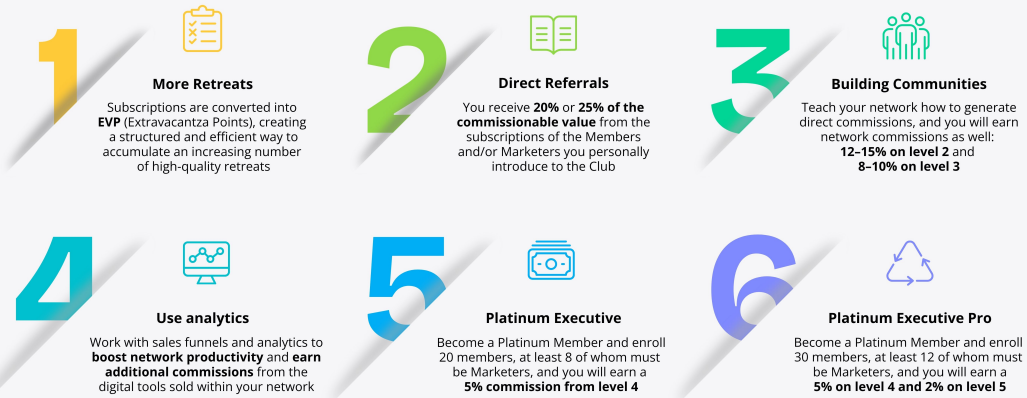 1
More Retreats
Subscriptions are converted into
EVP (Extravacantza Points), creating
a structured and efficient way to
accumulate an increasing number
of high-quality retreats
2
Direct Referrals
You receive 20% or 25% of the
commissionable value from the
subscriptions of the Members
and/or Marketers you personally
introduce to the Club
3
Building Communities
Teach your network how to generate
direct commissions, and you will earn
network commissions as well:
12–15% on level 2 and
8–10% on level 3
4
Use analytics
Work with sales funnels and analytics to
boost network productivity and earn
additional commissions from the
digital tools sold within your network
5
Platinum Executive
Become a Platinum Member and enroll
20 members, at least 8 of whom must
be Marketers, and you will earn a
5% commission from level 4
6
Platinum Executive Pro
Become a Platinum Member and enroll
30 members, at least 12 of whom must
be Marketers, and you will earn a
5% on level 4 and 2% on level 5